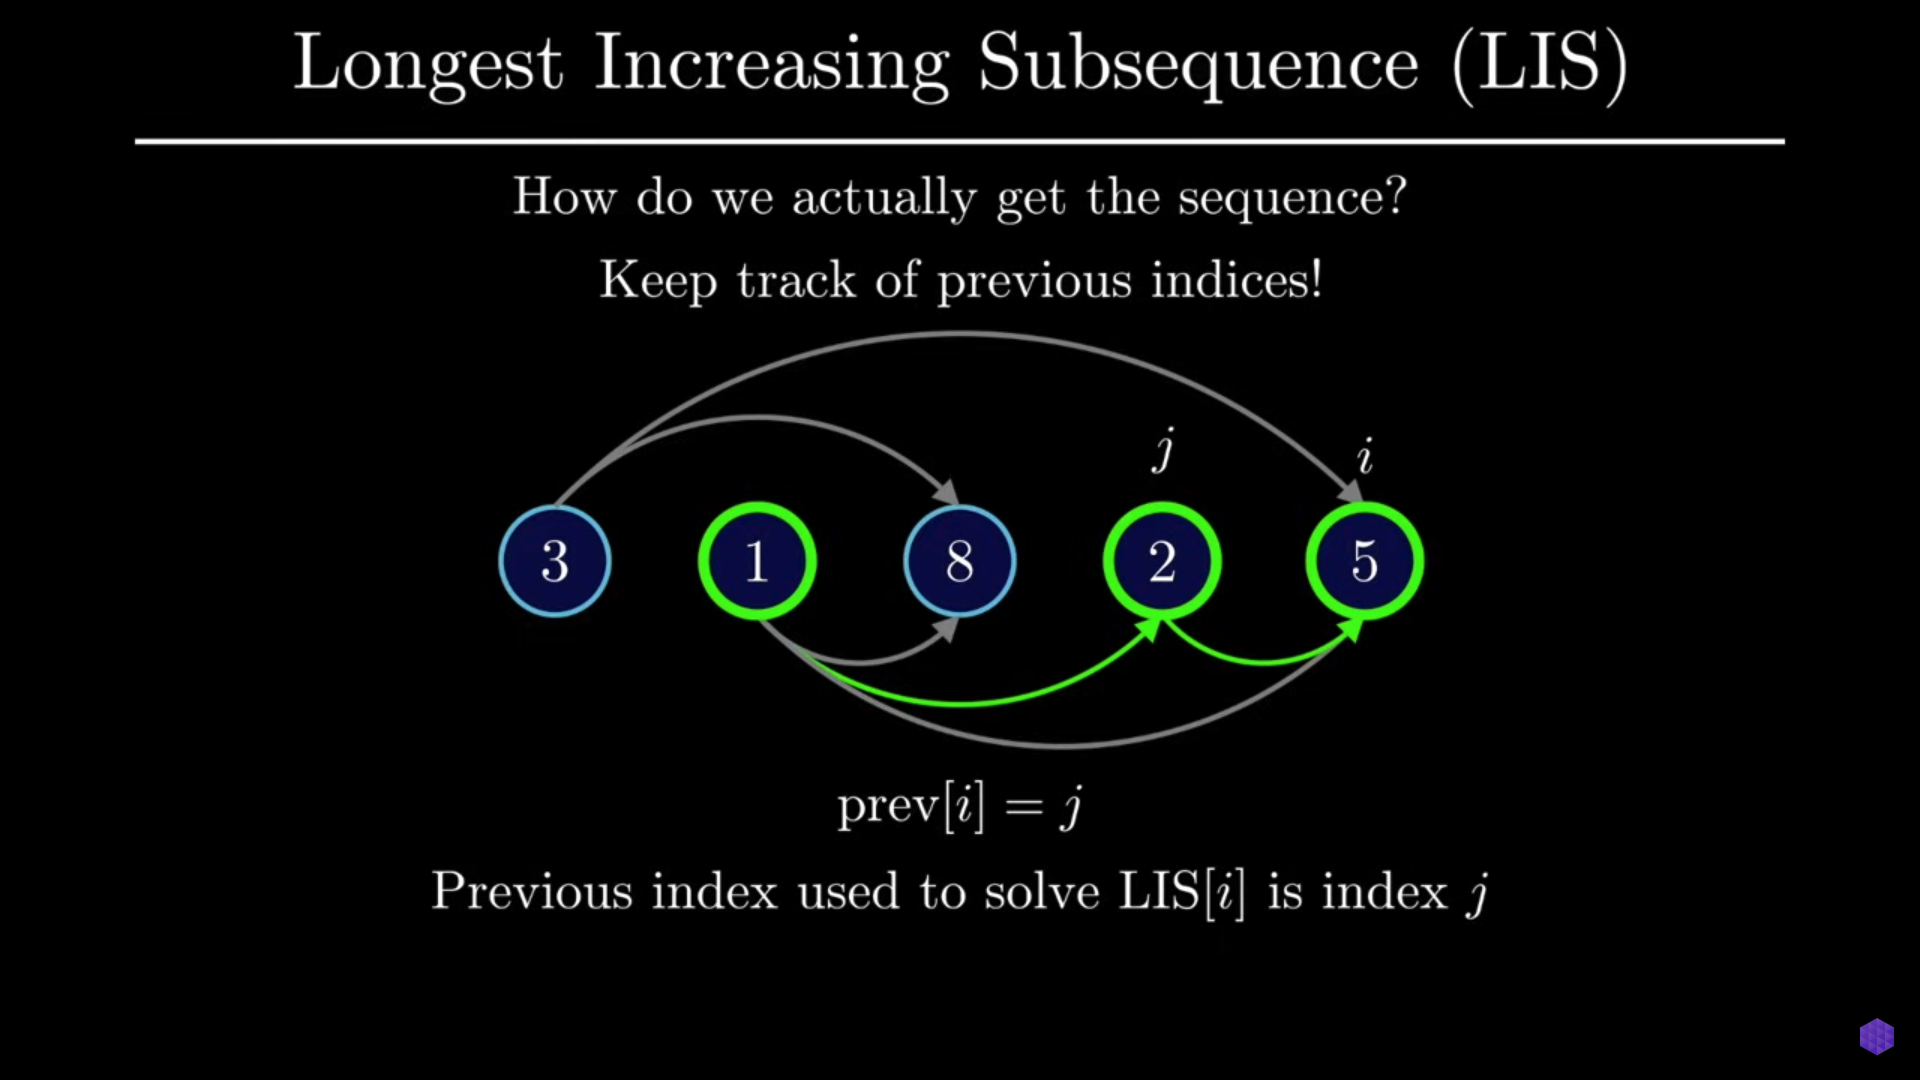 Longest Increasing Subsequence (LIS)
How do we actually get the sequence?
Keep track of previous indices!
j i
3 1 8 2 5
prev[i] = j
Previous index used to solve LIS[i] is index j